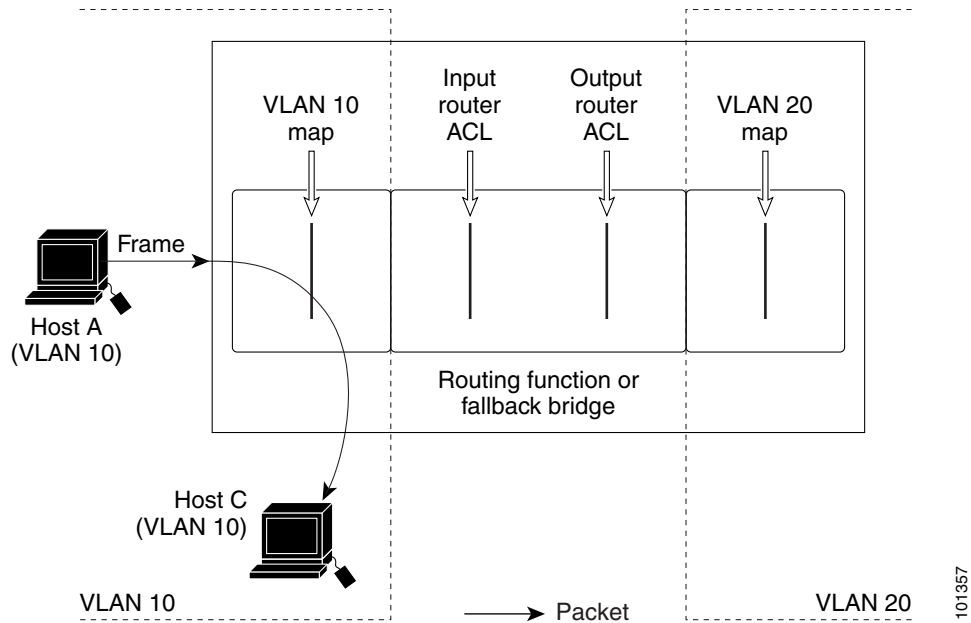 VLAN 10
map
Input
router
ACL
Output
router
ACL
VLAN 20
map
Frame
Host A
(VLAN 10)
Routing function or
fallback bridge
Host C
(VLAN 10)
VLAN 10
Packet
VLAN 20
101357